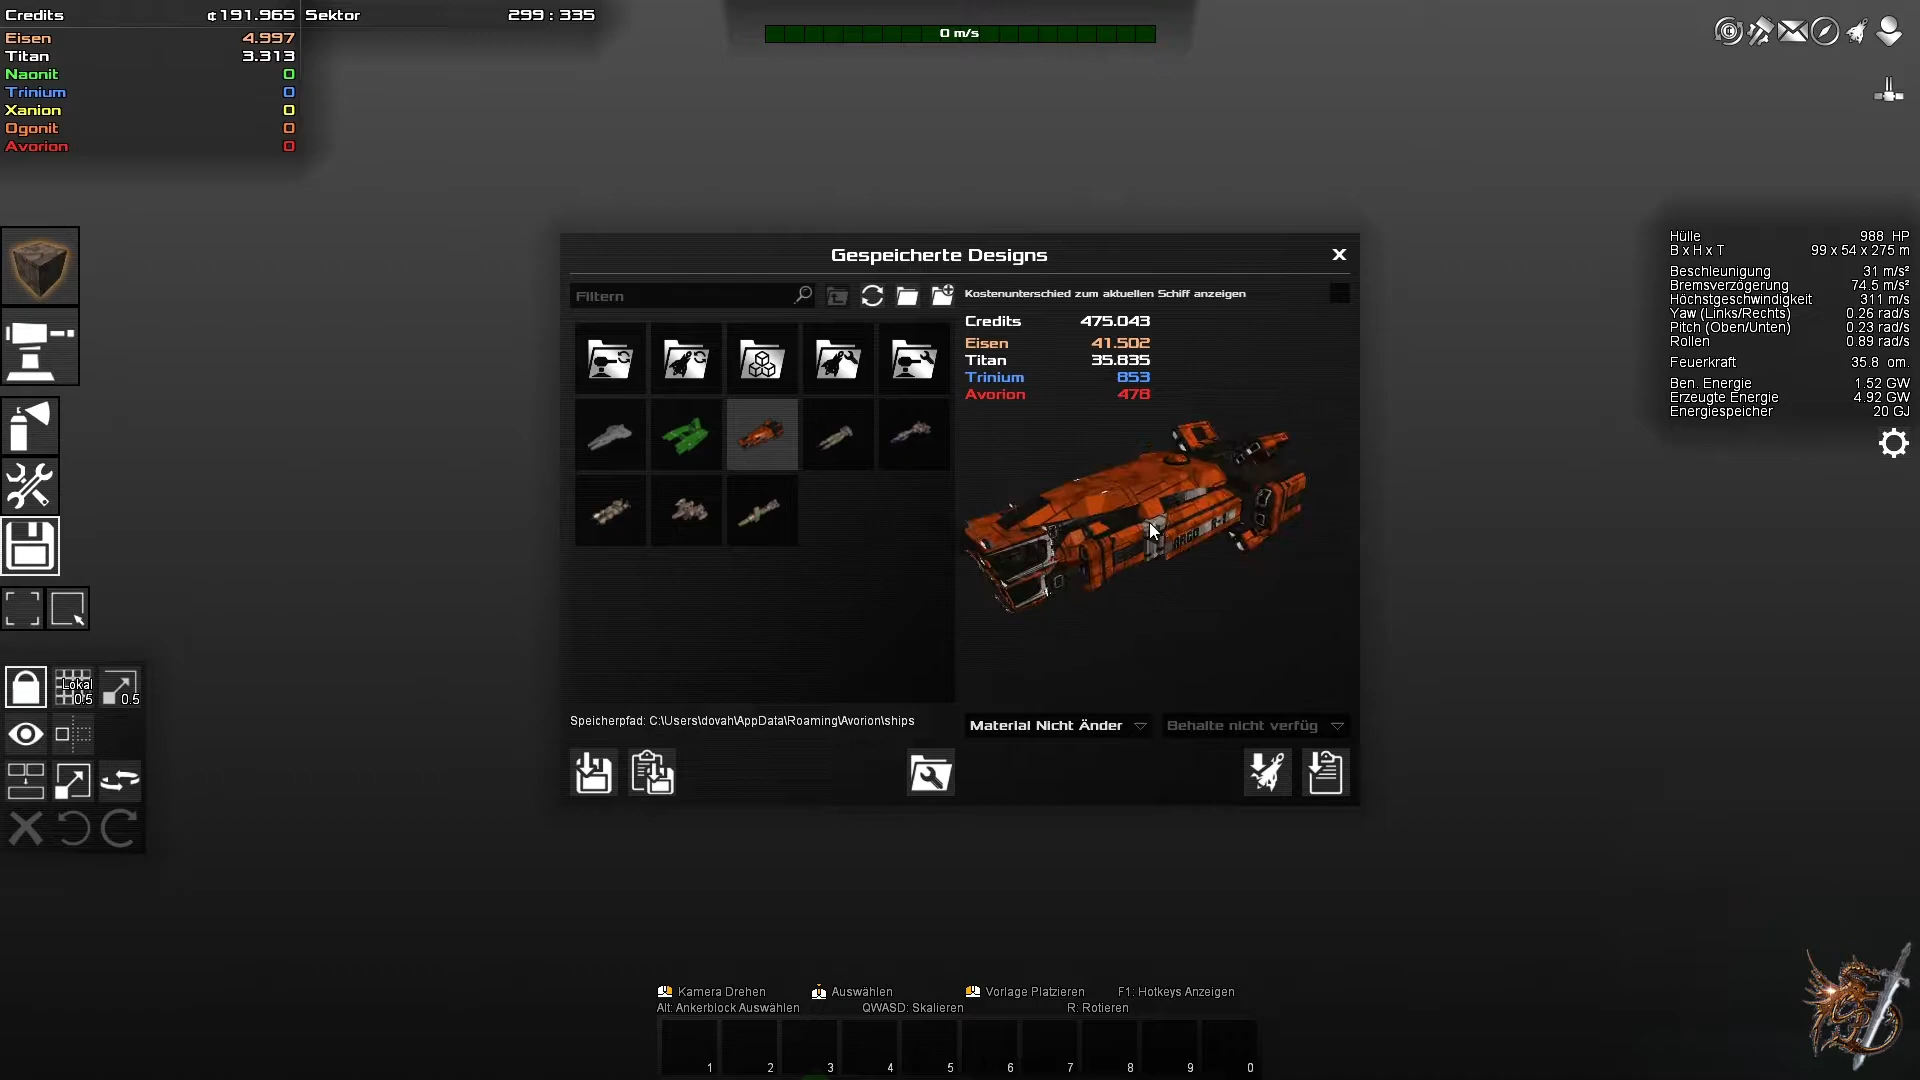 Credits ¢191.965 Sektor 299 : 335
Eisen 4.997
Titan 3.313
Naonit 0
Trinium 0
Xanion 0
Ogonit 0
Avorion 0
0 m/s
Hülle 988 HP
B x H x T 99 x 54 x 275 m
Beschleunigung 31 m/s²
Bremsverzögerung 74.5 m/s²
Höchstgeschwindigkeit 311 m/s
Yaw (Links/Rechts) 0.26 rad/s
Pitch (Oben/Unten) 0.23 rad/s
Rollen 0.89 rad/s
Feuerkraft 35.8 om.
Ben. Energie 1.52 GW
Erzeugte Energie 4.92 GW
Energiespeicher 20 GJ
Gespeicherte Designs
Filtern
Kostenunterschied zum aktuellen Schiff anzeigen
Credits 475.043
Eisen 41.502
Titan 35.835
Trinium 853
Avorion 478
ARGO
Lokal
0.5 0.5
Speicherpfad: C:\Users\dovah\AppData\Roaming\Avorion\ships
Material Nicht Änder Behalte nicht verfüg
Kamera Drehen Auswählen Vorlage Platzieren F1: Hotkeys Anzeigen
Alt: Ankerblock Auswählen QWASD: Skalieren R: Rotieren
1 2 3 4 5 6 7 8 9 0